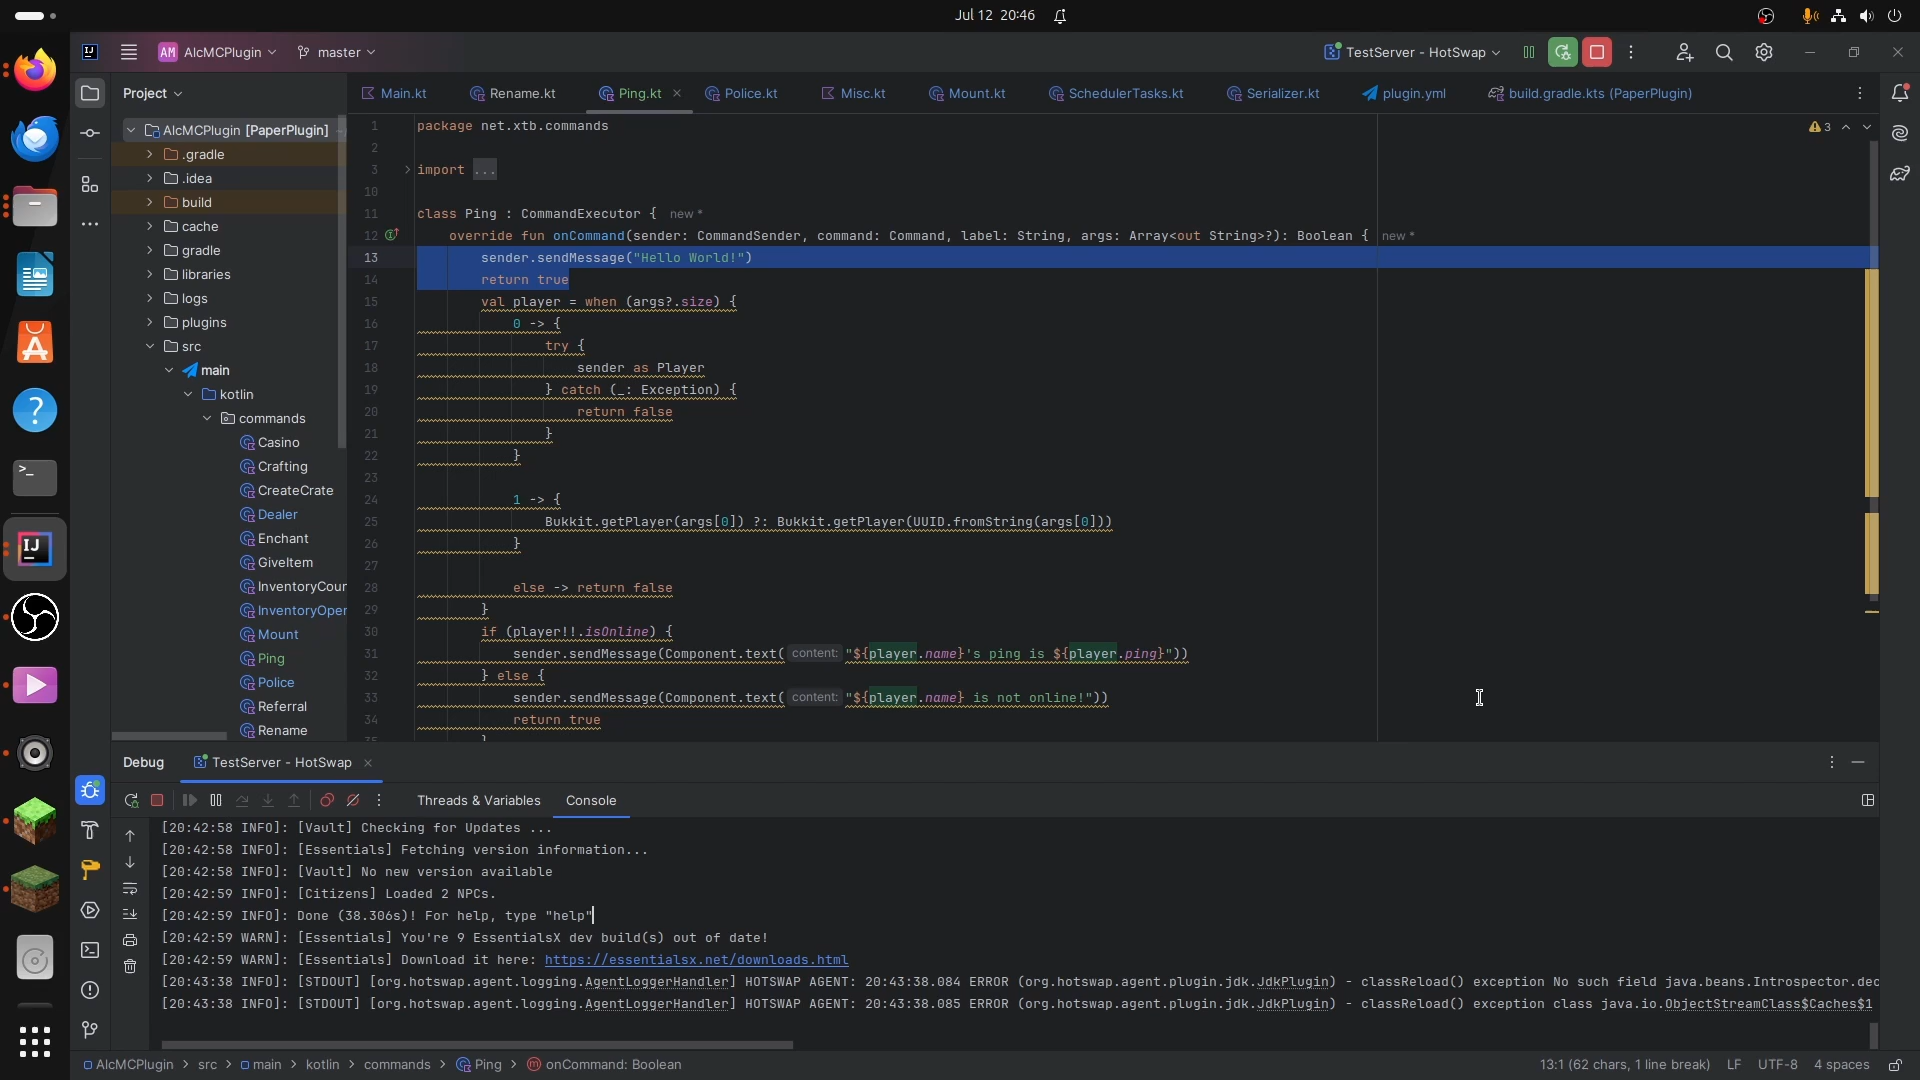 Jul 12 20:46
AM AlcMCPlugin
master
TestServer - HotSwap
Project
Main.kt
Rename.kt
Ping.kt
Police.kt
Misc.kt
Mount.kt
SchedulerTasks.kt
Serializer.kt
plugin.yml
build.gradle.kts (PaperPlugin)
AlcMCPlugin [PaperPlugin]
.gradle
.idea
build
cache
gradle
libraries
logs
plugins
src
main
kotlin
commands
Casino
Crafting
CreateCrate
Dealer
Enchant
GiveItem
InventoryCour
InventoryOper
Mount
Ping
Police
Referral
Rename
3
1 package net.xtb.commands
2
3 import ...
10
11 class Ping : CommandExecutor { new *
12 override fun onCommand(sender: CommandSender, command: Command, label: String, args: Array<out String>?): Boolean { new *
13 sender.sendMessage("Hello World!")
14 return true
15 val player = when (args?.size) {
16 0 -> {
17 try {
18 sender as Player
19 } catch (_: Exception) {
20 return false
21 }
22 }
23
24 1 -> {
25 Bukkit.getPlayer(args[0]) ?: Bukkit.getPlayer(UUID.fromString(args[0]))
26 }
27
28 else -> return false
29 }
30 if (player!!.isOnline) {
31 sender.sendMessage(Component.text( content: "${player.name}'s ping is ${player.ping}"))
32 } else {
33 sender.sendMessage(Component.text( content: "${player.name} is not online!"))
34 return true
35 }
Debug
TestServer - HotSwap
Threads & Variables
Console
[20:42:58 INFO]: [Vault] Checking for Updates ...
[20:42:58 INFO]: [Essentials] Fetching version information...
[20:42:58 INFO]: [Vault] No new version available
[20:42:59 INFO]: [Citizens] Loaded 2 NPCs.
[20:42:59 INFO]: Done (38.306s)! For help, type "help"
[20:42:59 WARN]: [Essentials] You're 9 EssentialsX dev build(s) out of date!
[20:42:59 WARN]: [Essentials] Download it here: https://essentialsx.net/downloads.html
[20:43:38 INFO]: [STDOUT] [org.hotswap.agent.logging.AgentLoggerHandler] HOTSWAP AGENT: 20:43:38.084 ERROR (org.hotswap.agent.plugin.jdk.JdkPlugin) - classReload() exception No such field java.beans.Introspector.dec
[20:43:38 INFO]: [STDOUT] [org.hotswap.agent.logging.AgentLoggerHandler] HOTSWAP AGENT: 20:43:38.085 ERROR (org.hotswap.agent.plugin.jdk.JdkPlugin) - classReload() exception class java.io.ObjectStreamClass$Caches$1
AlcMCPlugin > src > main > kotlin > commands > Ping > onCommand: Boolean
13:1 (62 chars, 1 line break) LF UTF-8 4 spaces